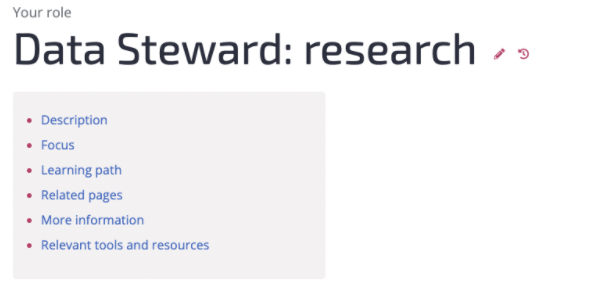 Your role
Data Steward: research
Description
Focus
Learning path
Related pages
More information
Relevant tools and resources